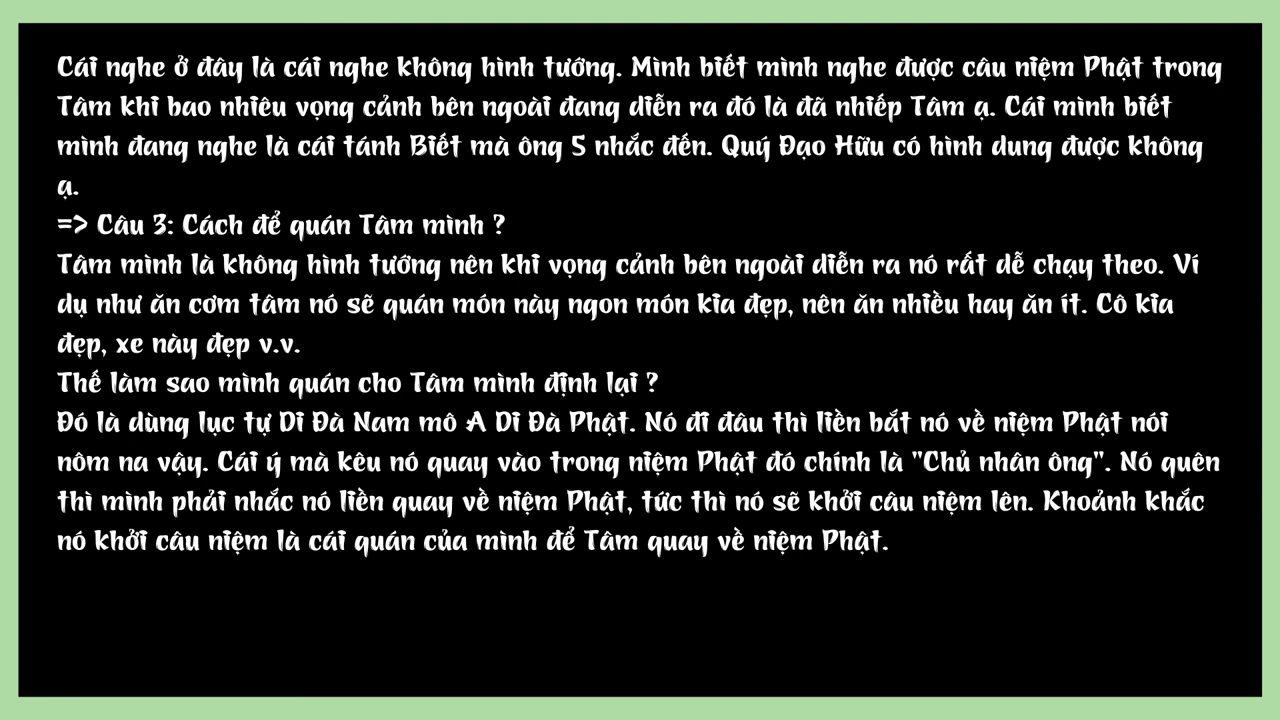 Cái nghe ở đây là cái nghe không hình tướng. Mình biết mình nghe được câu niệm Phật trong
Tâm khi bao nhiêu vọng cảnh bên ngoài đang diễn ra đó là đã nhiếp Tâm ạ. Cái mình biết
mình đang nghe là cái tánh Biết mà ông 5 nhắc đến. Quý Đạo Hữu có hình dung được không
ạ.
=> Câu 3: Cách để quán Tâm mình ?
Tâm mình là không hình tướng nên khi vọng cảnh bên ngoài diễn ra nó rất dễ chạy theo. Ví
dụ như ăn cơm tâm nó sẽ quán món này ngon món kia đẹp, nên ăn nhiều hay ăn ít. Cô kia
đẹp, xe này đẹp v.v.
Thế làm sao mình quán cho Tâm mình định lại ?
Đó là dùng lục tự Di Đà Nam mô A Di Đà Phật. Nó đi đâu thì liền bắt nó về niệm Phật nói
nôm na vậy. Cái ý mà kêu nó quay vào trong niệm Phật đó chính là "Chủ nhân ông". Nó quên
thì mình phải nhắc nó liền quay về niệm Phật, tức thì nó sẽ khởi câu niệm lên. Khoảnh khắc
nó khởi câu niệm là cái quán của mình để Tâm quay về niệm Phật.